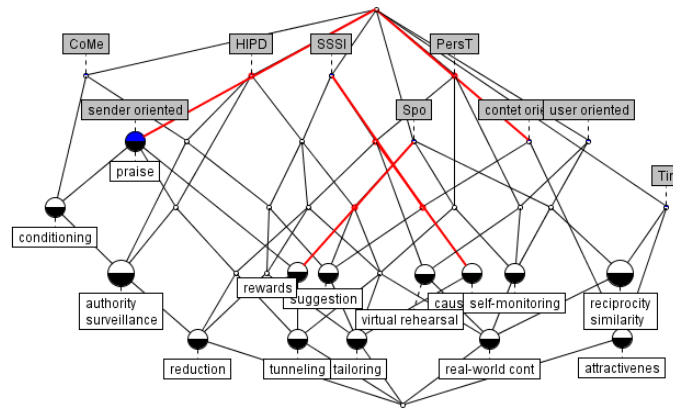 CoMe
HIPD
SSSI
PersT
sender oriented
Spo
contet orie
user oriented
praise
Tir
conditioning
authority
surveillance
rewards
suggestion
virtual rehearsal
caus
self-monitoring
reciprocity
similarity
reduction
tunneling
tailoring
real-world cont
attractivenes